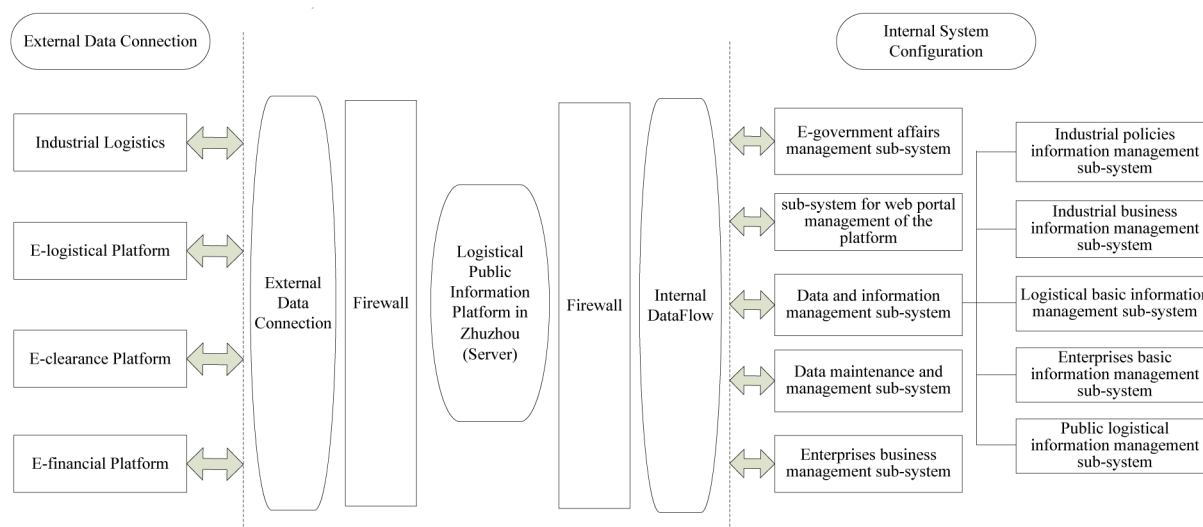 External Data Connection
Internal System
Configuration
Industrial Logistics
E-logistical Platform
E-clearance Platform
E-financial Platform
External
Data
Connection
Firewall
Logistical
Public
Information
Platform in
Zhuzhou
(Server)
Firewall
Internal
DataFlow
E-government affairs
management sub-system
sub-system for web portal
management of the
platform
Data and information
management sub-system
Data maintenance and
management sub-system
Enterprises business
management sub-system
Industrial policies
information management
sub-system
Industrial business
information management
sub-system
Logistical basic information
management sub-system
Enterprises basic
information management
sub-system
Public logistical
information management
sub-system